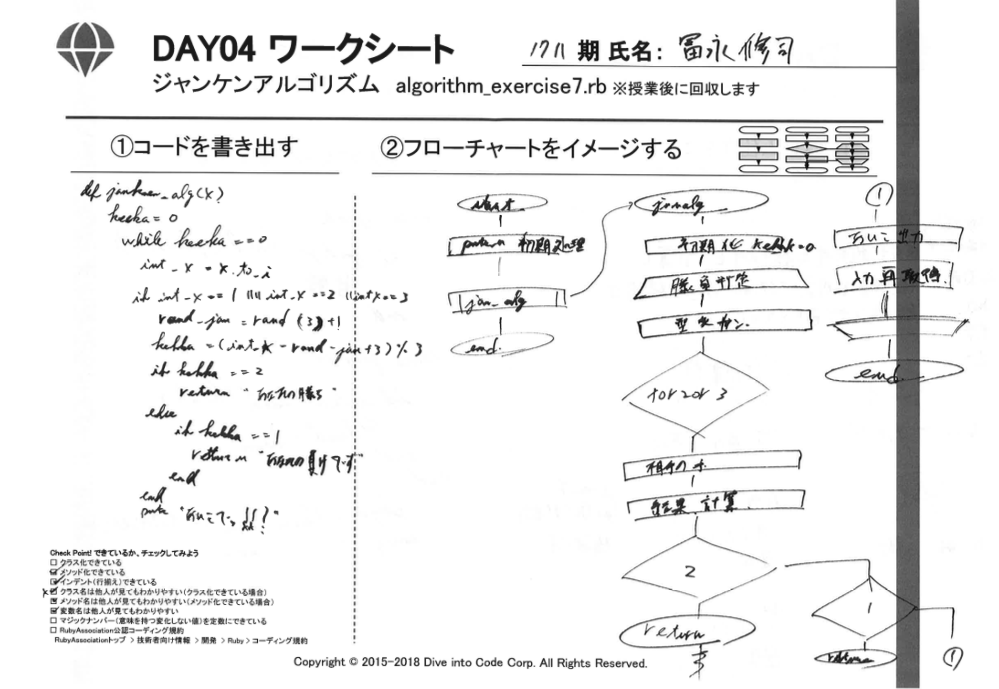 DAY04 ワークシート
1711 期 氏名: 冨永 修司
ジャンケンアルゴリズム algorithm_exercise7.rb ※授業後に回収します
①コードを書き出す
def janken_alg(x)
kekka = 0
while kekka == 0
int_x = x.to_i
if int_x == 1 || int_x == 2 || int_x == 3
rand_jan = rand(3)+1
kekka = (int_x - rand_jan + 3) % 3
if kekka == 2
return "あなたの勝ち"
else
if kekka == 1
return "あなたの負けです"
end
end
puts "あいこでっ!!?"
Check Point! できているか、チェックしてみよう
クラス化できている
メソッド化できている
インデント(行揃え)できている
クラス名は他人が見てもわかりやすい(クラス化できている場合)
メソッド名は他人が見てもわかりやすい(メソッド化できている場合)
変数名は他人が見てもわかりやすい
マジックナンバー(意味を持つ変化しない値)を定数にできている
RubyAssociation公認コーディング規約
RubyAssociationトップ > 技術者向け情報 > 開発 > Ruby > コーディング規約
②フローチャートをイメージする
start
初期処理
jan_alg
end
jan_alg
初期化 kekka=0
勝負判定
1 or 2 or 3
相手の手
結果 計算
2
return
1
return
①
①
あいこ出力
入力再取得
end
Copyright © 2015-2018 Dive into Code Corp. All Rights Reserved.